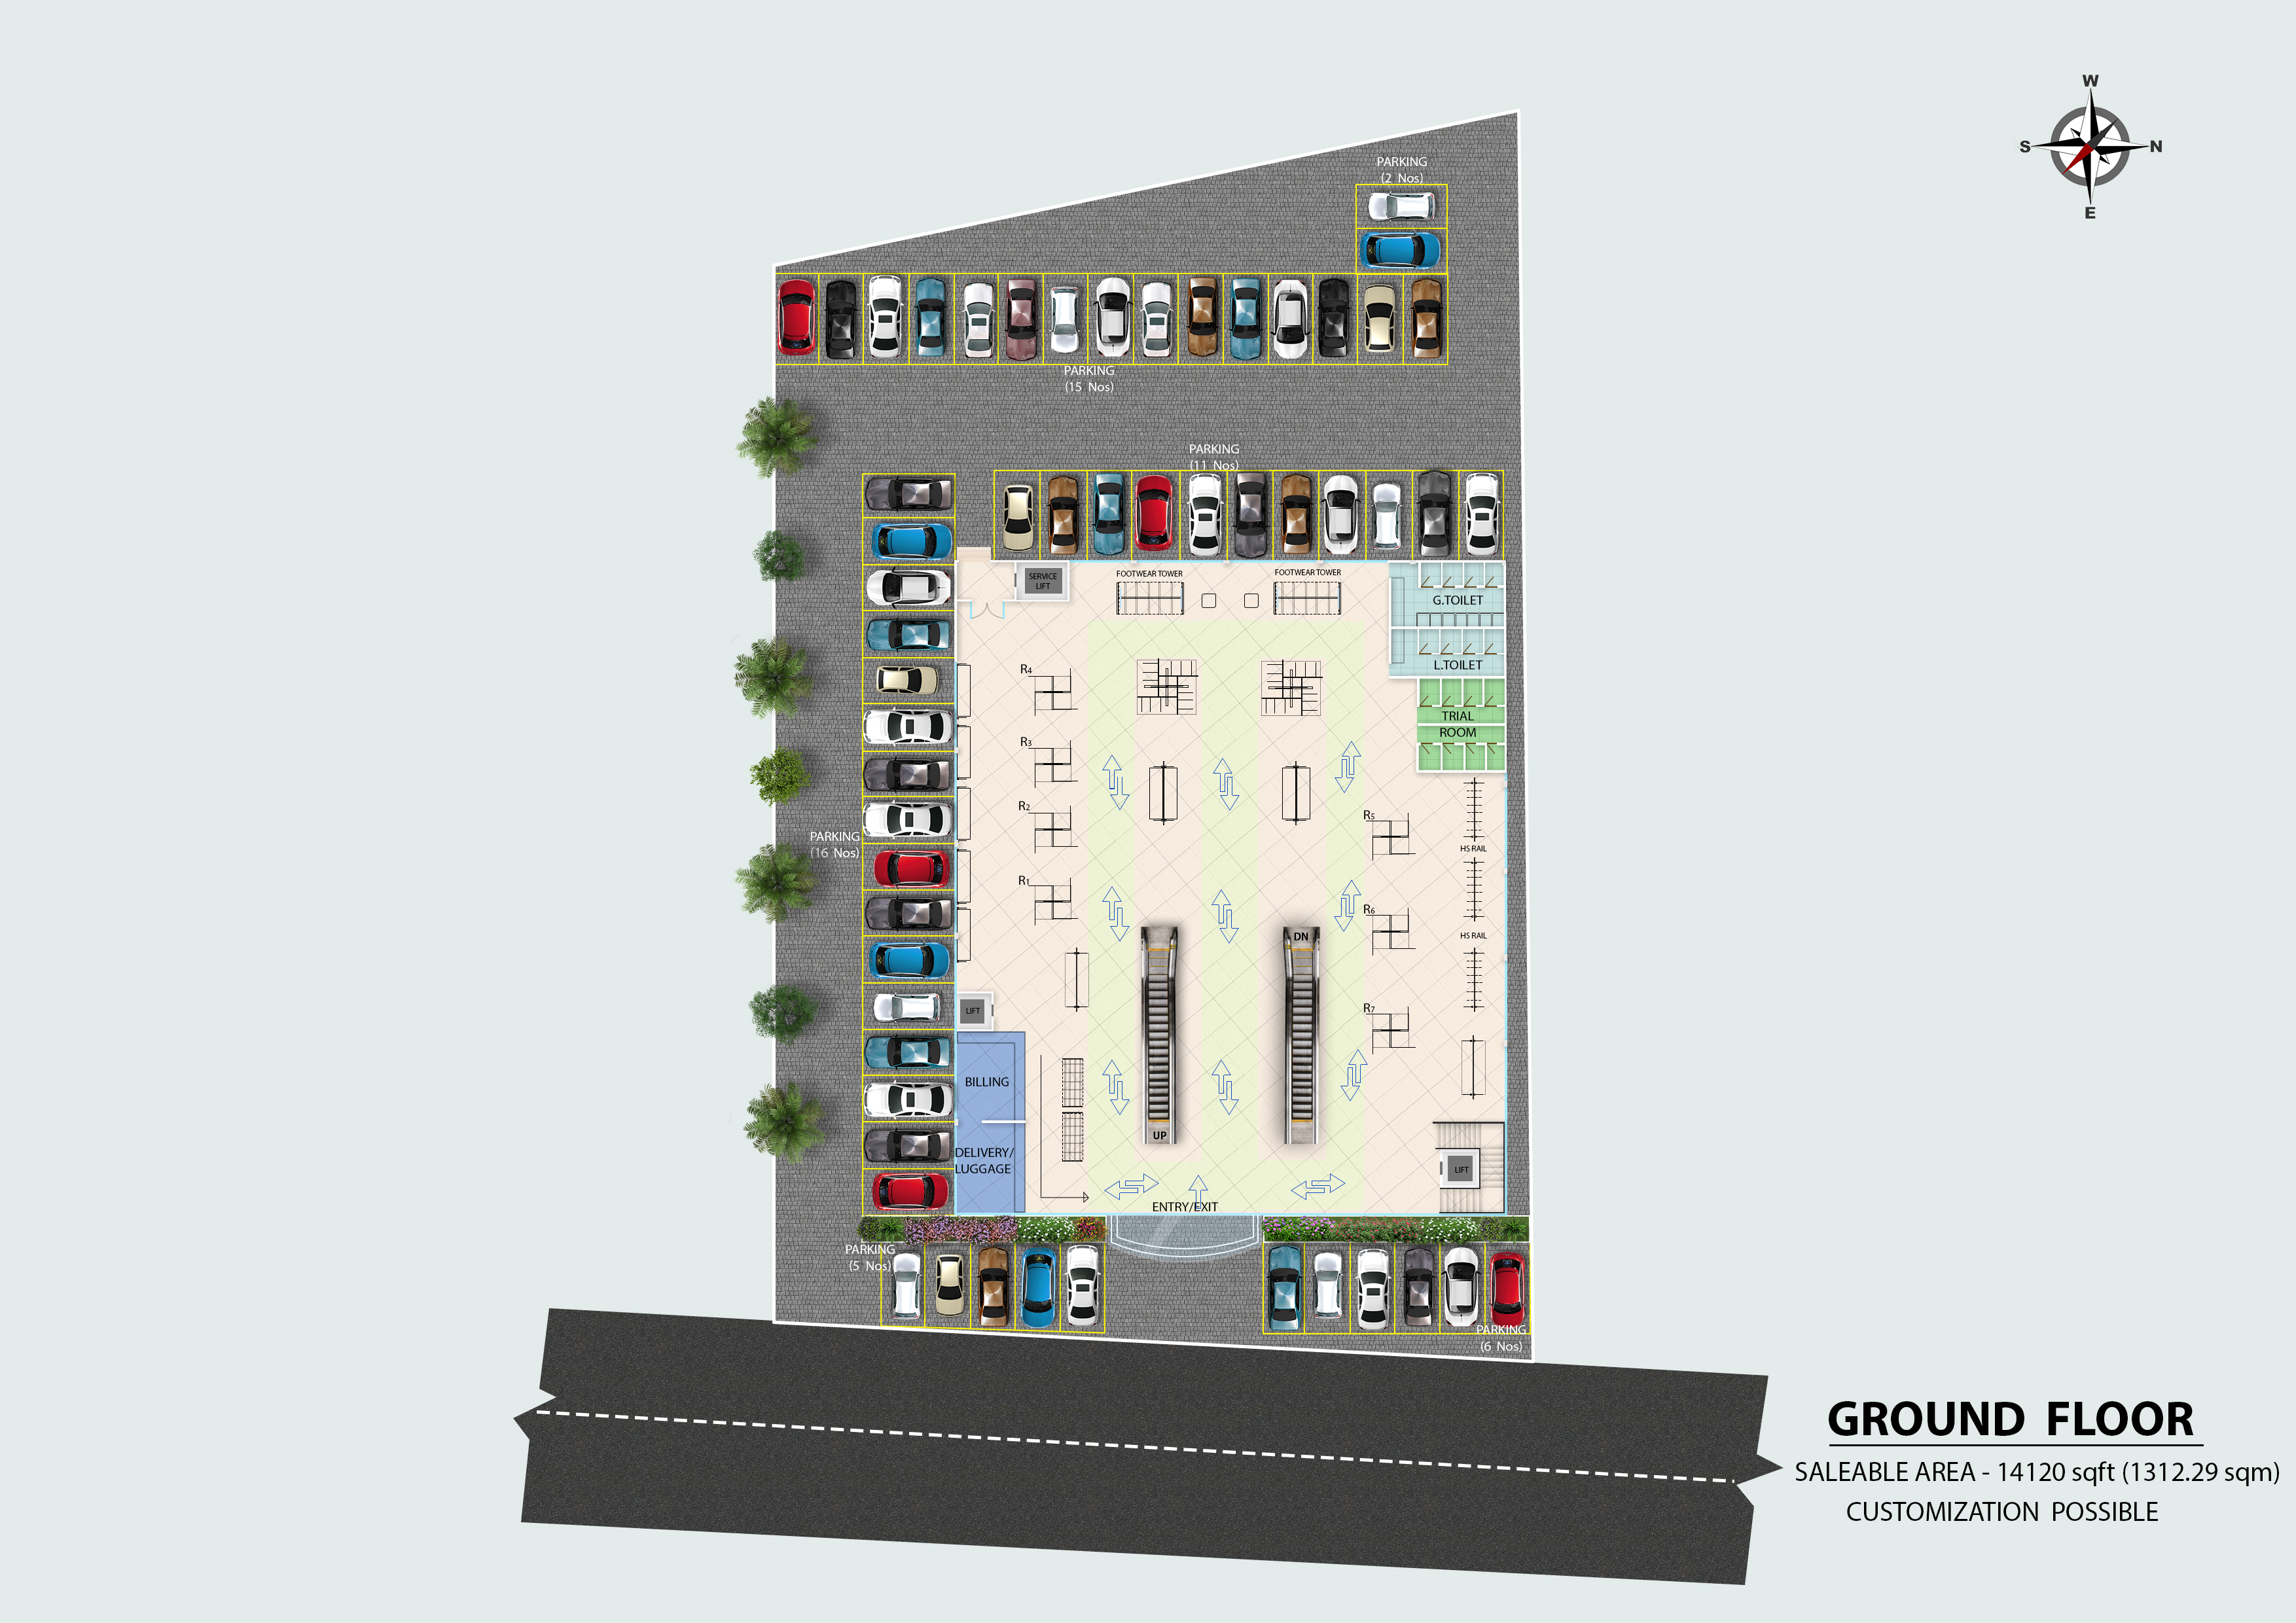 W
S
N
E
PARKING
(2 Nos)
PARKING
(15 Nos)
PARKING
(11 Nos)
SERVICE
LIFT
FOOTWEAR TOWER
FOOTWEAR TOWER
G.TOILET
L.TOILET
TRIAL
ROOM
R4
R3
R2
R1
R5
R6
R7
HS RAIL
HS RAIL
PARKING
(16 Nos)
DN
LIFT
BILLING
UP
DELIVERY/
LUGGAGE
LIFT
ENTRY/EXIT
PARKING
(5 Nos)
PARKING
(6 Nos)
GROUND FLOOR
SALEABLE AREA - 14120 sqft (1312.29 sqm)
CUSTOMIZATION POSSIBLE